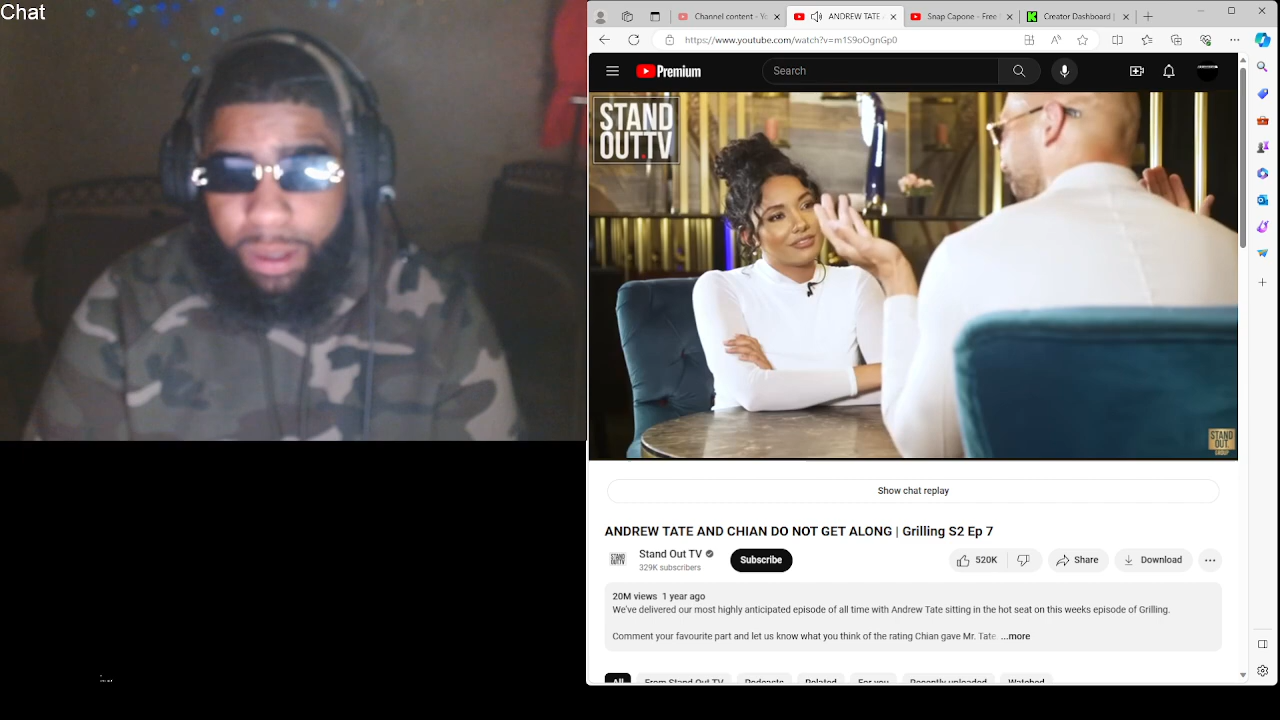 Chat
Channel content - Yo
ANDREW TATE
Snap Capone - Free
Creator Dashboard |
https://www.youtube.com/watch?v=m1S9oOgnGp0
Premium
Search
STAND
OUTTV
STAND
OUT
GROUP
Show chat replay
ANDREW TATE AND CHIAN DO NOT GET ALONG | Grilling S2 Ep 7
STAND
OUTTV
Stand Out TV
329K subscribers
Subscribe
520K
Share
Download
20M views 1 year ago
We've delivered our most highly anticipated episode of all time with Andrew Tate sitting in the hot seat on this weeks episode of Grilling.
Comment your favourite part and let us know what you think of the rating Chian gave Mr. Tate. ...more
All
From Stand Out TV
Podcasts
Related
For you
Recently uploaded
Watched